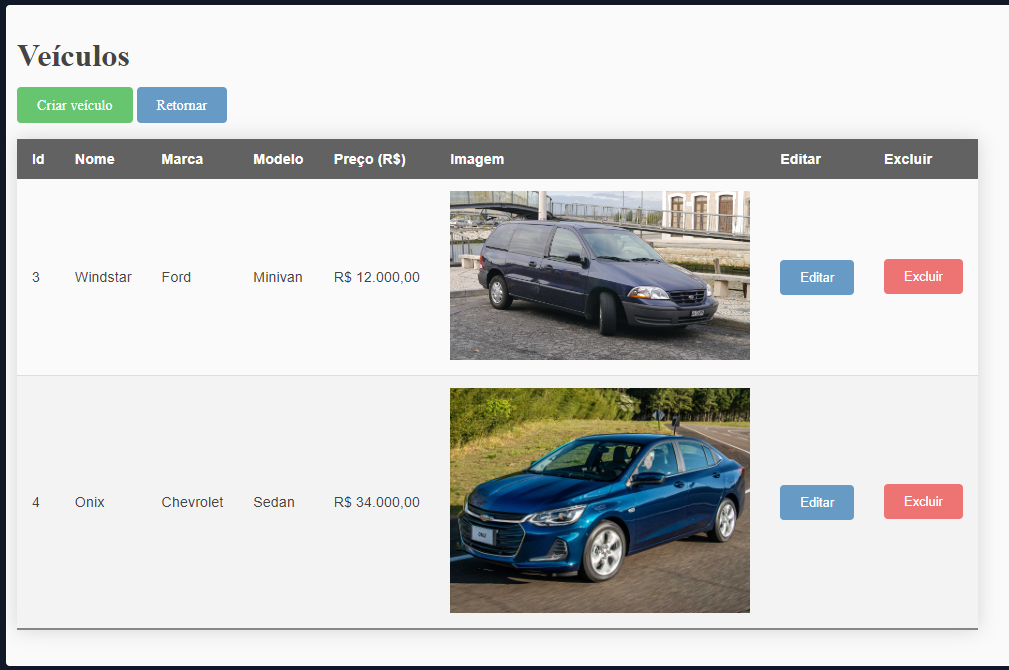 Veículos
Criar veículo Retornar
Id Nome Marca Modelo Preço (R$) Imagem Editar Excluir
3 Windstar Ford Minivan R$ 12.000,00 Editar Excluir
4 Onix Chevrolet Sedan R$ 34.000,00 Editar Excluir
ONIX